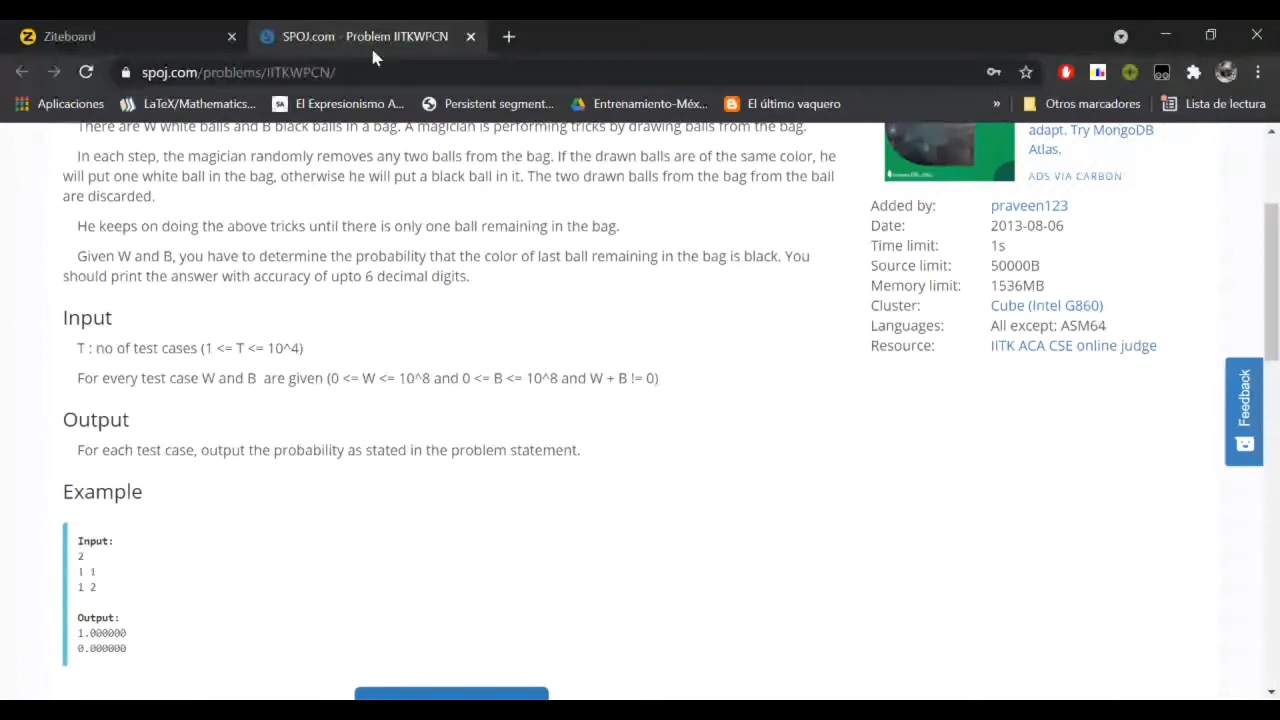 Ziteboard
SPOJ.com - Problem IITKWPCN
spoj.com/problems/IITKWPCN/
Aplicaciones
LaTeX/Mathematics...
SA
El Expresionismo A...
Persistent segment...
Entrenamiento-Méx...
El último vaquero
»
Otros marcadores
Lista de lectura
There are W white balls and B black balls in a bag. A magician is performing tricks by drawing balls from the bag.
In each step, the magician randomly removes any two balls from the bag. If the drawn balls are of the same color, he
will put one white ball in the bag, otherwise he will put a black ball in it. The two drawn balls from the bag from the ball
are discarded.
He keeps on doing the above tricks until there is only one ball remaining in the bag.
Given W and B, you have to determine the probability that the color of last ball remaining in the bag is black. You
should print the answer with accuracy of upto 6 decimal digits.
Input
T : no of test cases (1 <= T <= 10^4)
For every test case W and B are given (0 <= W <= 10^8 and 0 <= B <= 10^8 and W + B != 0)
Output
For each test case, output the probability as stated in the problem statement.
Example
Input:
2
1 1
1 2
Output:
1.000000
0.000000
adapt. Try MongoDB
Atlas.
ADS VIA CARBON
Added by: praveen123
Date: 2013-08-06
Time limit: 1s
Source limit: 50000B
Memory limit: 1536MB
Cluster: Cube (Intel G860)
Languages: All except: ASM64
Resource: IITK ACA CSE online judge
Feedback